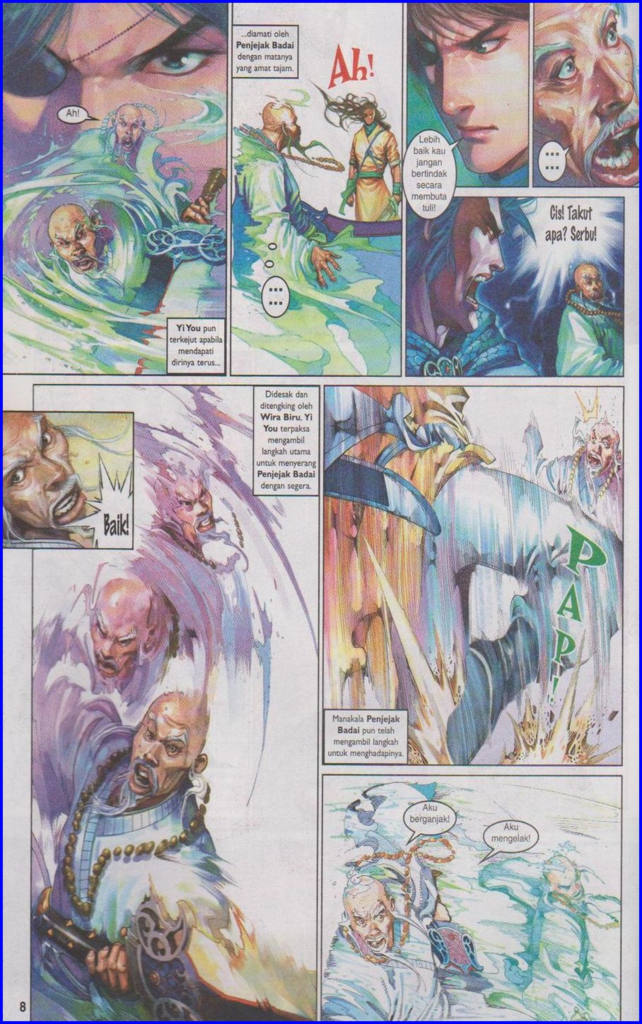 Ah!
Yi You pun
terkejut apabila
mendapati
dirinya terus...
...diamati oleh
Penjejak Badai
dengan matanya
yang amat tajam.
Ah!
...
...
Lebih
baik kau
jangan
bertindak
secara
membuta
tuli!
...
Cis! Takut
apa? Serbu!
Baik!
Didesak dan
ditengking oleh
Wira Biru, Yi
You terpaksa
mengambil
langkah utama
untuk menyerang
Penjejak Badai
dengan segera.
PAP!
Manakala Penjejak
Badai pun telah
mengambil langkah
untuk menghadapinya.
Aku
berganjak!
Aku
mengelak!
8